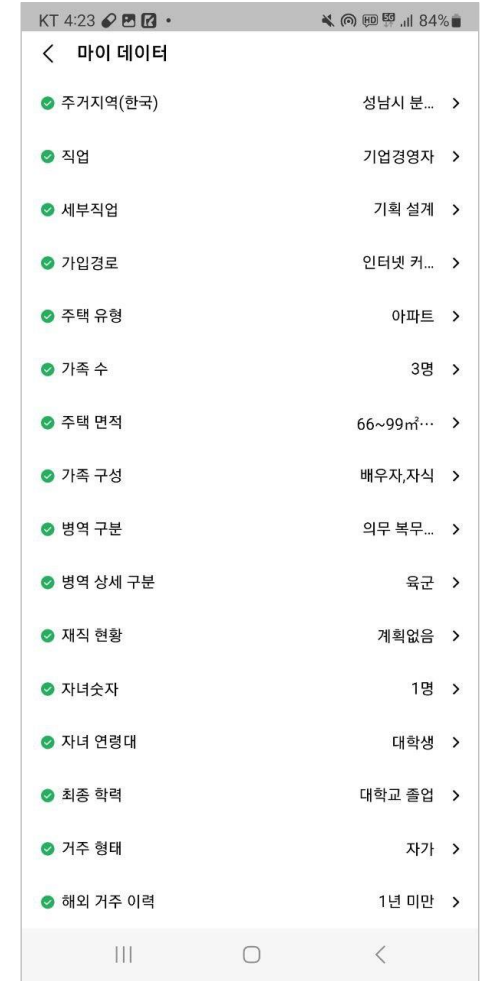 KT 4:23 84%
마이 데이터
주거지역(한국) 성남시 분...
직업 기업경영자
세부직업 기획 설계
가입경로 인터넷 커...
주택 유형 아파트
가족 수 3명
주택 면적 66~99㎡...
가족 구성 배우자,자식
병역 구분 의무 복무...
병역 상세 구분 육군
재직 현황 계획없음
자녀숫자 1명
자녀 연령대 대학생
최종 학력 대학교 졸업
거주 형태 자가
해외 거주 이력 1년 미만